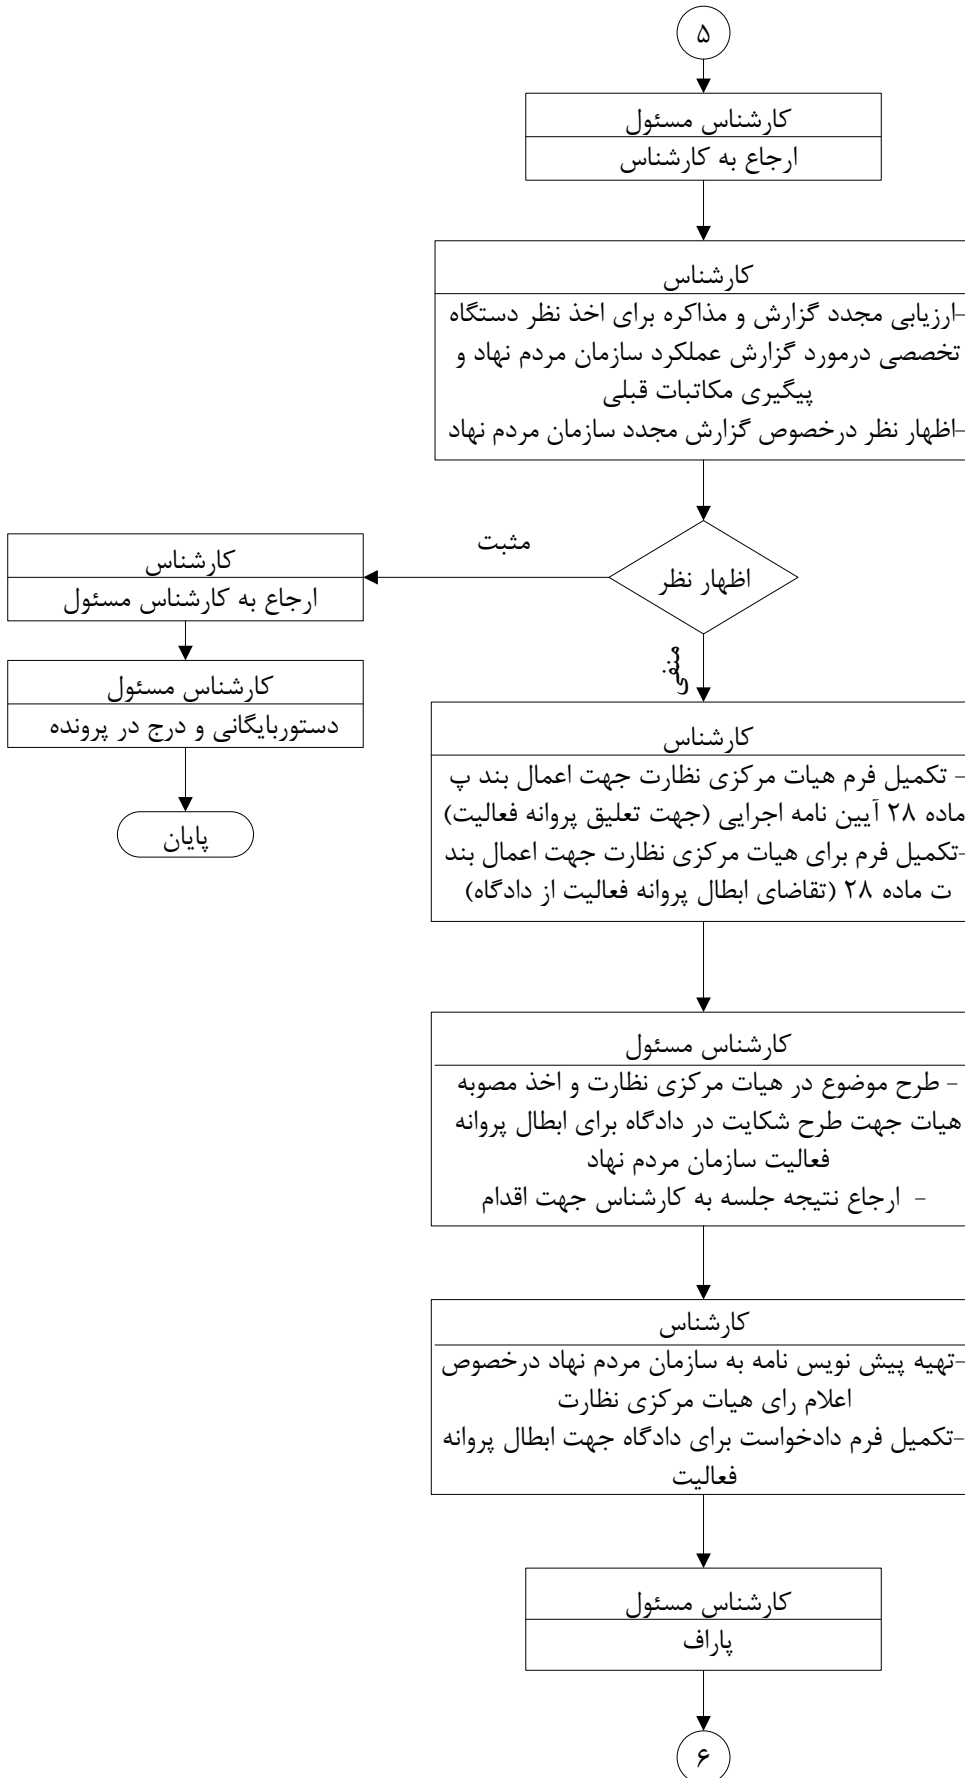 ۵
کارشناس مسئول
ارجاع به کارشناس
کارشناس
-ارزیابی مجدد گزارش و مذاکره برای اخذ نظر دستگاه
تخصصی درمورد گزارش عملکرد سازمان مردم نهاد و
پیگیری مکاتبات قبلی
-اظهار نظر درخصوص گزارش مجدد سازمان مردم نهاد
اظهار نظر
مثبت
کارشناس
ارجاع به کارشناس مسئول
کارشناس مسئول
دستوربایگانی و درج در پرونده
پایان
منفی
کارشناس
- تکمیل فرم هیات مرکزی نظارت جهت اعمال بند پ
ماده ۲۸ آیین نامه اجرایی (جهت تعلیق پروانه فعالیت)
-تکمیل فرم برای هیات مرکزی نظارت جهت اعمال بند
ت ماده ۲۸ (تقاضای ابطال پروانه فعالیت از دادگاه)
کارشناس مسئول
- طرح موضوع در هیات مرکزی نظارت و اخذ مصوبه
هیات جهت طرح شکایت در دادگاه برای ابطال پروانه
فعالیت سازمان مردم نهاد
- ارجاع نتیجه جلسه به کارشناس جهت اقدام
کارشناس
-تهیه پیش نویس نامه به سازمان مردم نهاد درخصوص
اعلام رای هیات مرکزی نظارت
-تکمیل فرم دادخواست برای دادگاه جهت ابطال پروانه
فعالیت
کارشناس مسئول
پاراف
۶